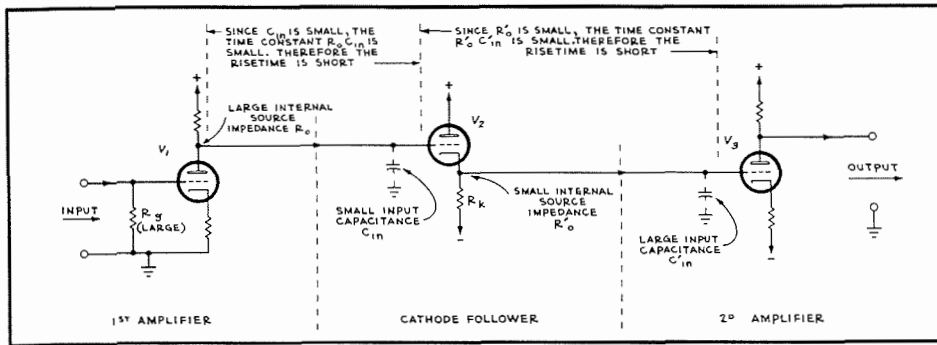 SINCE Cin IS SMALL, THE
TIME CONSTANT RoCin IS
SMALL. THEREFORE THE
RISETIME IS SHORT
SINCE R'o IS SMALL, THE TIME CONSTANT
R'o C'in IS SMALL. THEREFORE THE
RISETIME IS SHORT
+
+
+
LARGE INTERNAL
SOURCE
IMPEDANCE Ro
V1
V2
V3
INPUT
Rg
(LARGE)
SMALL INPUT
CAPACITANCE
Cin
Rk
SMALL INTERNAL
SOURCE
IMPEDANCE
R'o
LARGE INPUT
CAPACITANCE
C'in
OUTPUT
-
-
1ST AMPLIFIER
CATHODE FOLLOWER
2D AMPLIFIER